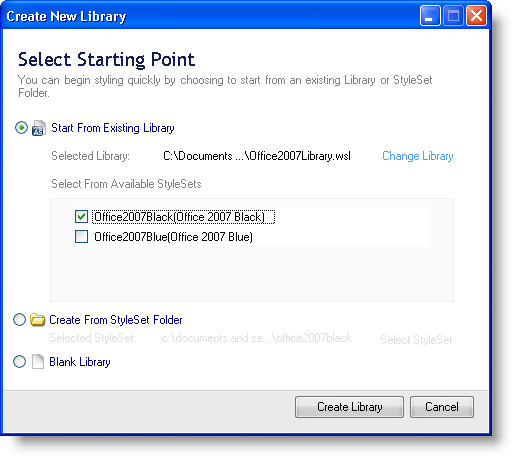 Create New Library
Select Starting Point
You can begin styling quickly by choosing to start from an existing Library or StyleSet
Folder.
Start From Existing Library
Selected Library: C:\Documents ...\Office2007Library.wsl Change Library
Select From Available StyleSets
Office2007Black(Office 2007 Black)
Office2007Blue(Office 2007 Blue)
Create From StyleSet Folder
Selected StyleSet: c:\documents and se...\office2007black Select StyleSet
Blank Library
Create Library Cancel